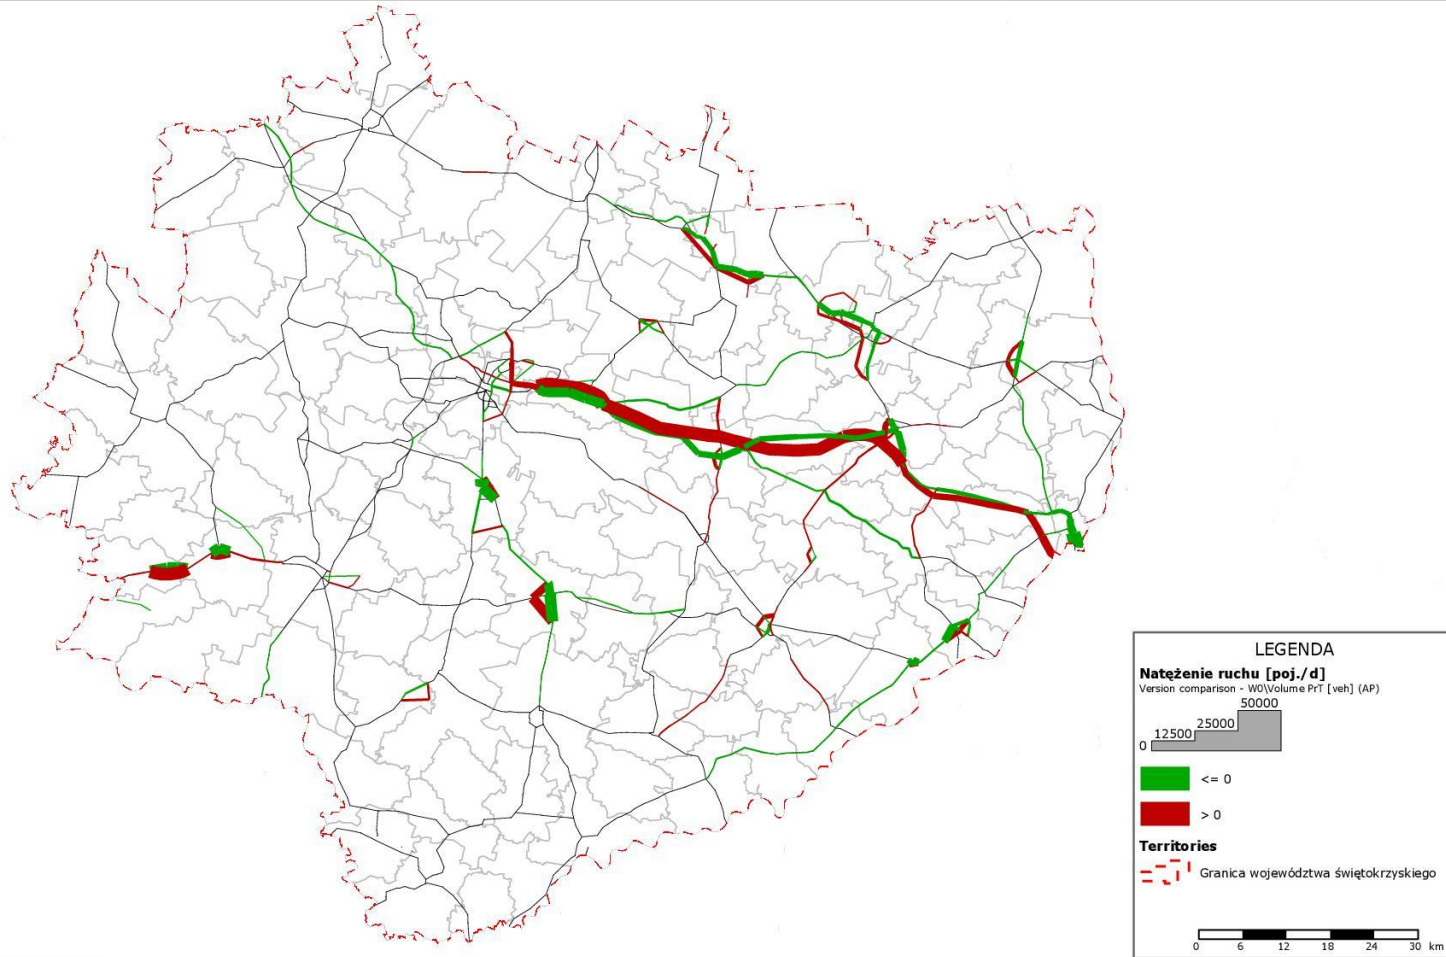 LEGENDA
Natężenie ruchu [poj./d]
Version comparison - W0\Volume PrT [veh] (AP)
50000
25000
12500
0
<= 0
> 0
Territories
Granica województwa świętokrzyskiego
0 6 12 18 24 30 km